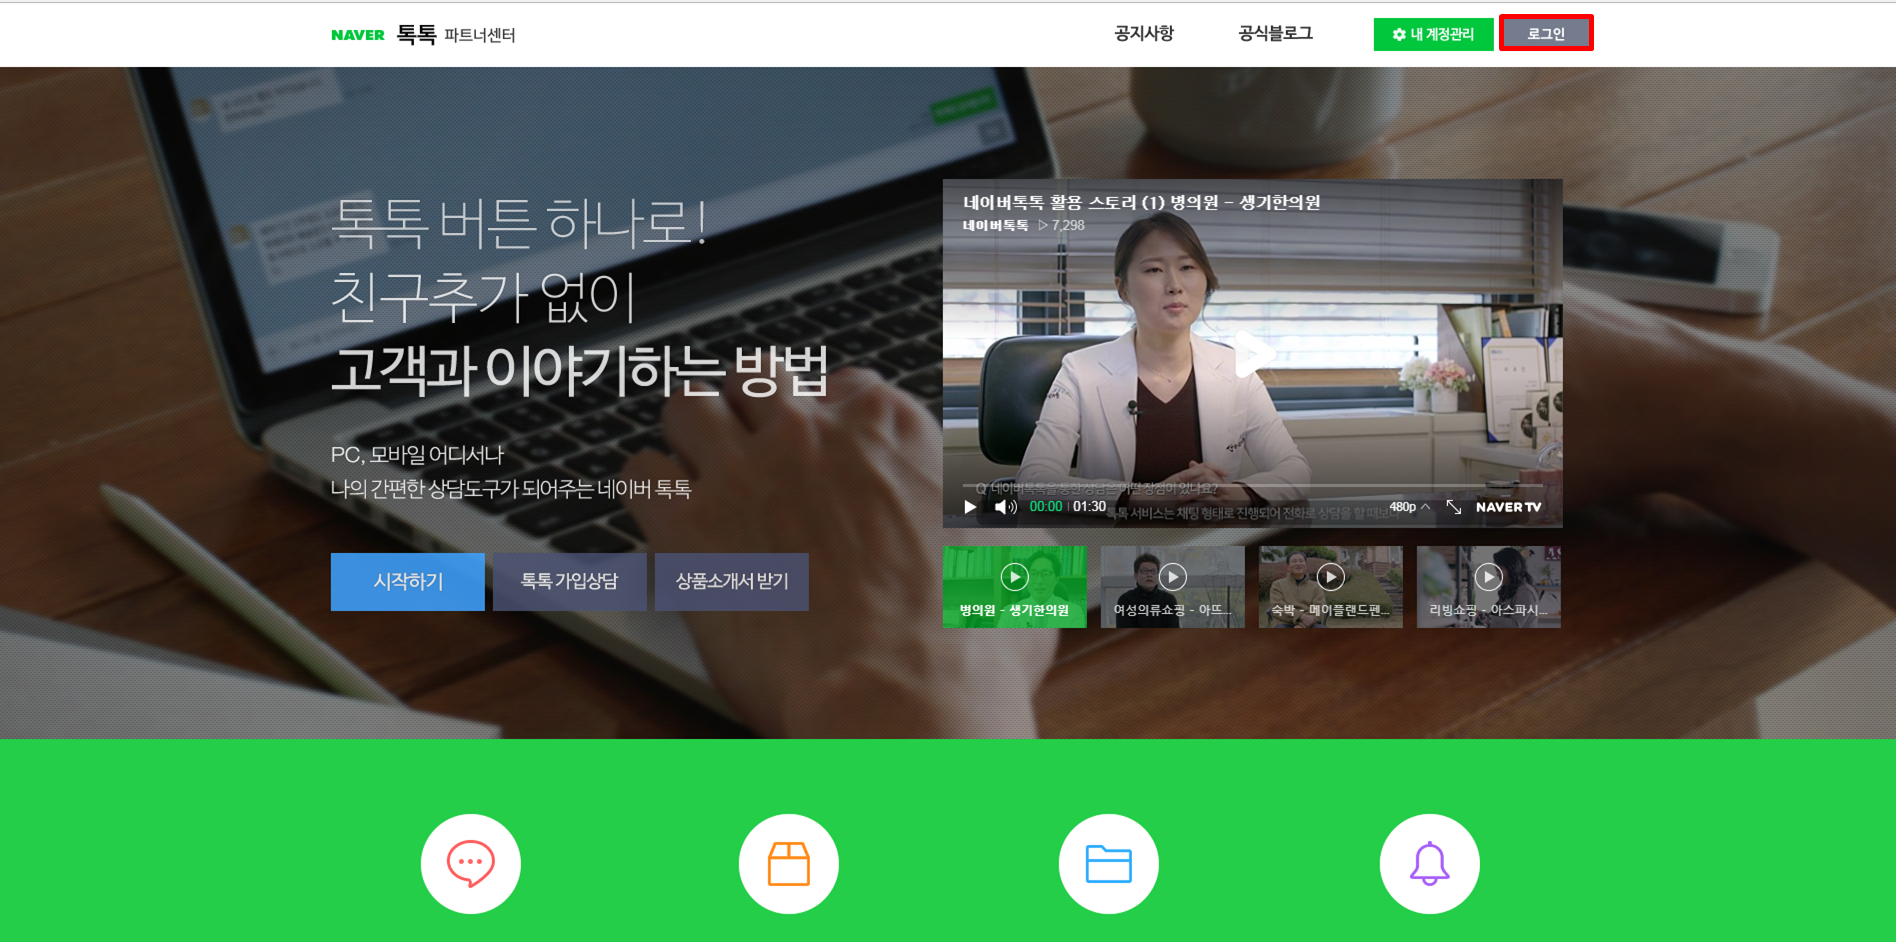 NAVER 톡톡 파트너센터
공지사항
공식블로그
내 계정관리
로그인
톡톡 버튼 하나로!
친구추가 없이
고객과 이야기하는 방법
PC, 모바일 어디서나
나의 간편한 상담도구가 되어주는 네이버 톡톡
시작하기
톡톡 가입상담
상품소개서 받기
네이버톡톡 활용 스토리 (1) 병의원 - 생기한의원
네이버톡톡 ▷ 7,298
Q 네이버톡톡을 통한 상담은 어떤 장점이 있나요?
톡톡 서비스는 채팅 형태로 진행되어 전화로 상담을 할 때보다
00:00 | 01:30
480p
NAVER TV
병의원 - 생기한의원
여성의류쇼핑 - 아뜨...
숙박 - 메이플랜드펜...
리빙쇼핑 - 아스파시...